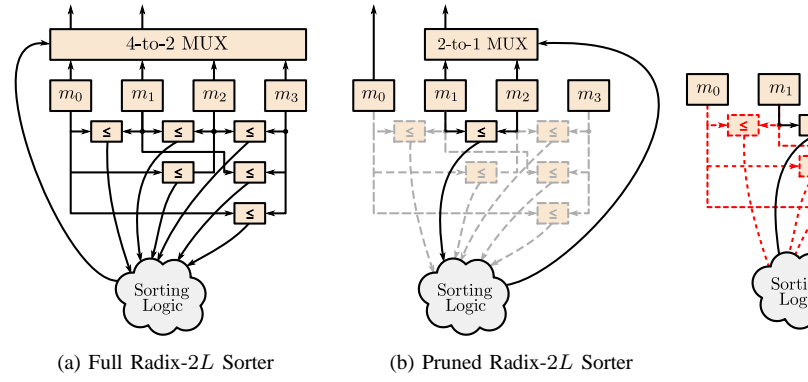 4-to-2 MUX
m₀ m₁ m₂ m₃
≤ ≤ ≤
≤ ≤
≤
Sorting
Logic
(a) Full Radix-2L Sorter
2-to-1 MUX
m₀ m₁ m₂ m₃
≤ ≤ ≤
≤ ≤
≤
Sorting
Logic
(b) Pruned Radix-2L Sorter
m₀ m₁
≤